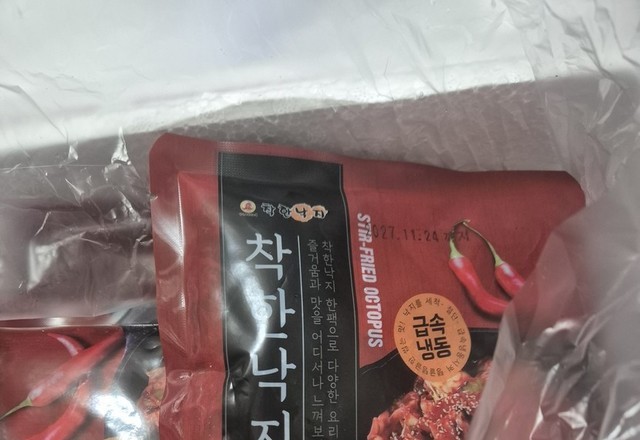 착한낙지
착한낙지
착한낙지 한팩으로 다양한 요리
즐거움과 맛을 어디서나 느껴보
STIR-FRIED OCTOPUS
2027.11.24 까지
급속
냉동